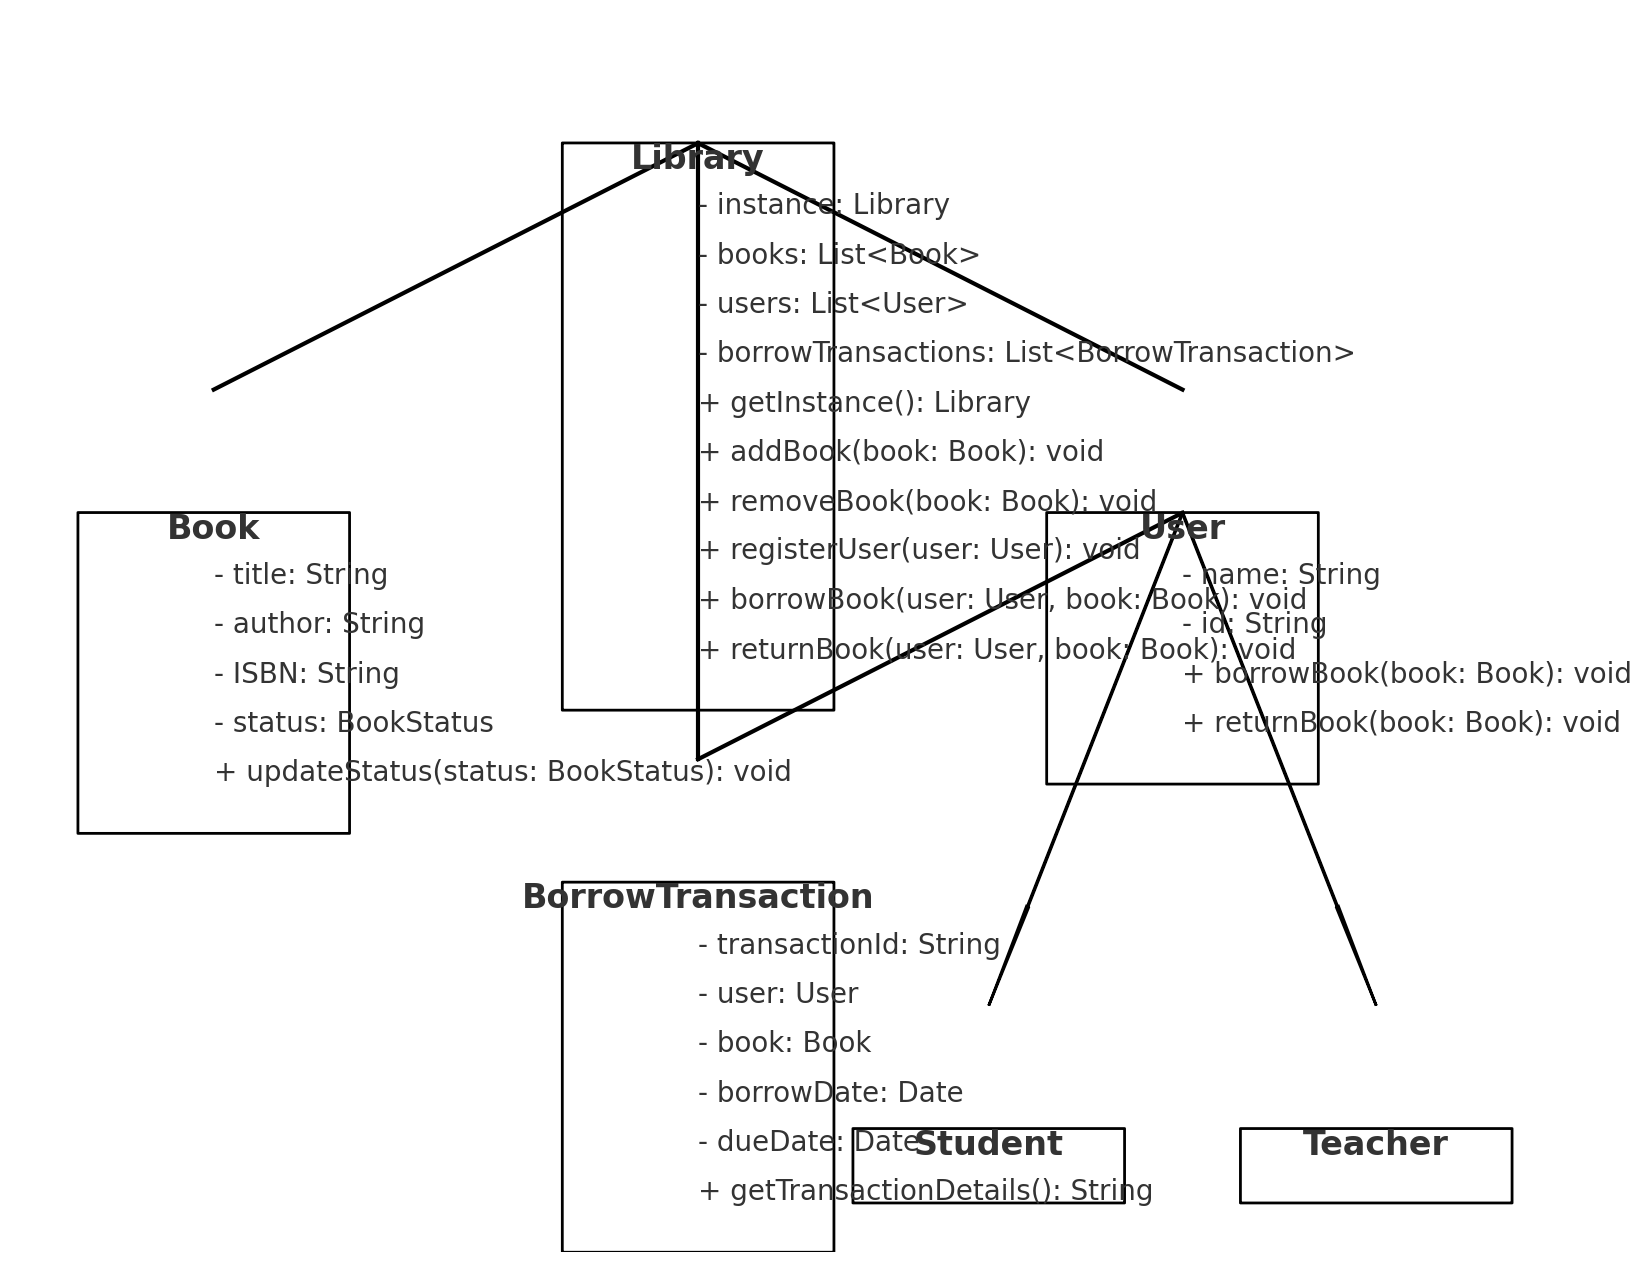 Library
- instance: Library
- books: List<Book>
- users: List<User>
- borrowTransactions: List<BorrowTransaction>
+ getInstance(): Library
+ addBook(book: Book): void
+ removeBook(book: Book): void
+ registerUser(user: User): void
+ borrowBook(user: User, book: Book): void
+ returnBook(user: User, book: Book): void
Book
- title: String
- author: String
- ISBN: String
- status: BookStatus
+ updateStatus(status: BookStatus): void
User
- name: String
- id: String
+ borrowBook(book: Book): void
+ returnBook(book: Book): void
BorrowTransaction
- transactionId: String
- user: User
- book: Book
- borrowDate: Date
- dueDate: Date
+ getTransactionDetails(): String
Student
Teacher